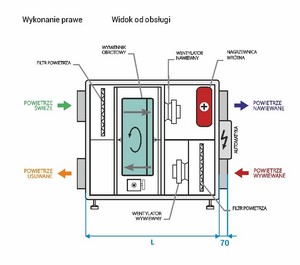 Wykonanie prawe
Widok od obsługi
WYMIENNIK
OBROTOWY
WENTYLATOR
NAWIEWNY
NAGRZEWNICA
WTÓRNA
FILTR POWIETRZA
POWIETRZE
ŚWIEŻE
POWIETRZE
NAWIEWANE
AUTOMATYKA
POWIETRZE
USUWANE
POWIETRZE
WYWIEWANE
WENTYLATOR
WYWIEWNY
FILTR POWIETRZA
L
70